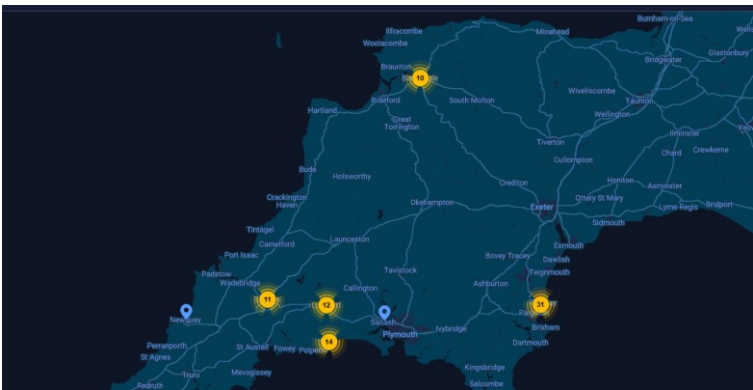 Burnham-on-Sea
Ilfracombe
Minehead
Woolacombe
Glastonbury
Braunton
Bridgwater
10
Wiveliscombe
Bideford
South Molton
Taunton
Hartland
Great
Torrington
Wellington
Ilminster
Tiverton
Chard
Crewkerne
Cullompton
Bude
Holsworthy
Crediton
Honiton
Axminster
Crackington
Haven
Okehampton
Exeter
Ottery St Mary
Lyme Regis
Bridport
Sidmouth
Tintagel
Launceston
Camelford
Exmouth
Port Isaac
Bovey Tracey
Dawlish
Padstow
Tavistock
Teignmouth
Wadebridge
Callington
Ashburton
11
12
31
Newquay
Saltash
Plymouth
Ivybridge
Brixham
Perranporth
St Austell
Fowey
14
Dartmouth
St Agnes
Truro
Mevagissey
Kingsbridge
Redruth
Salcombe